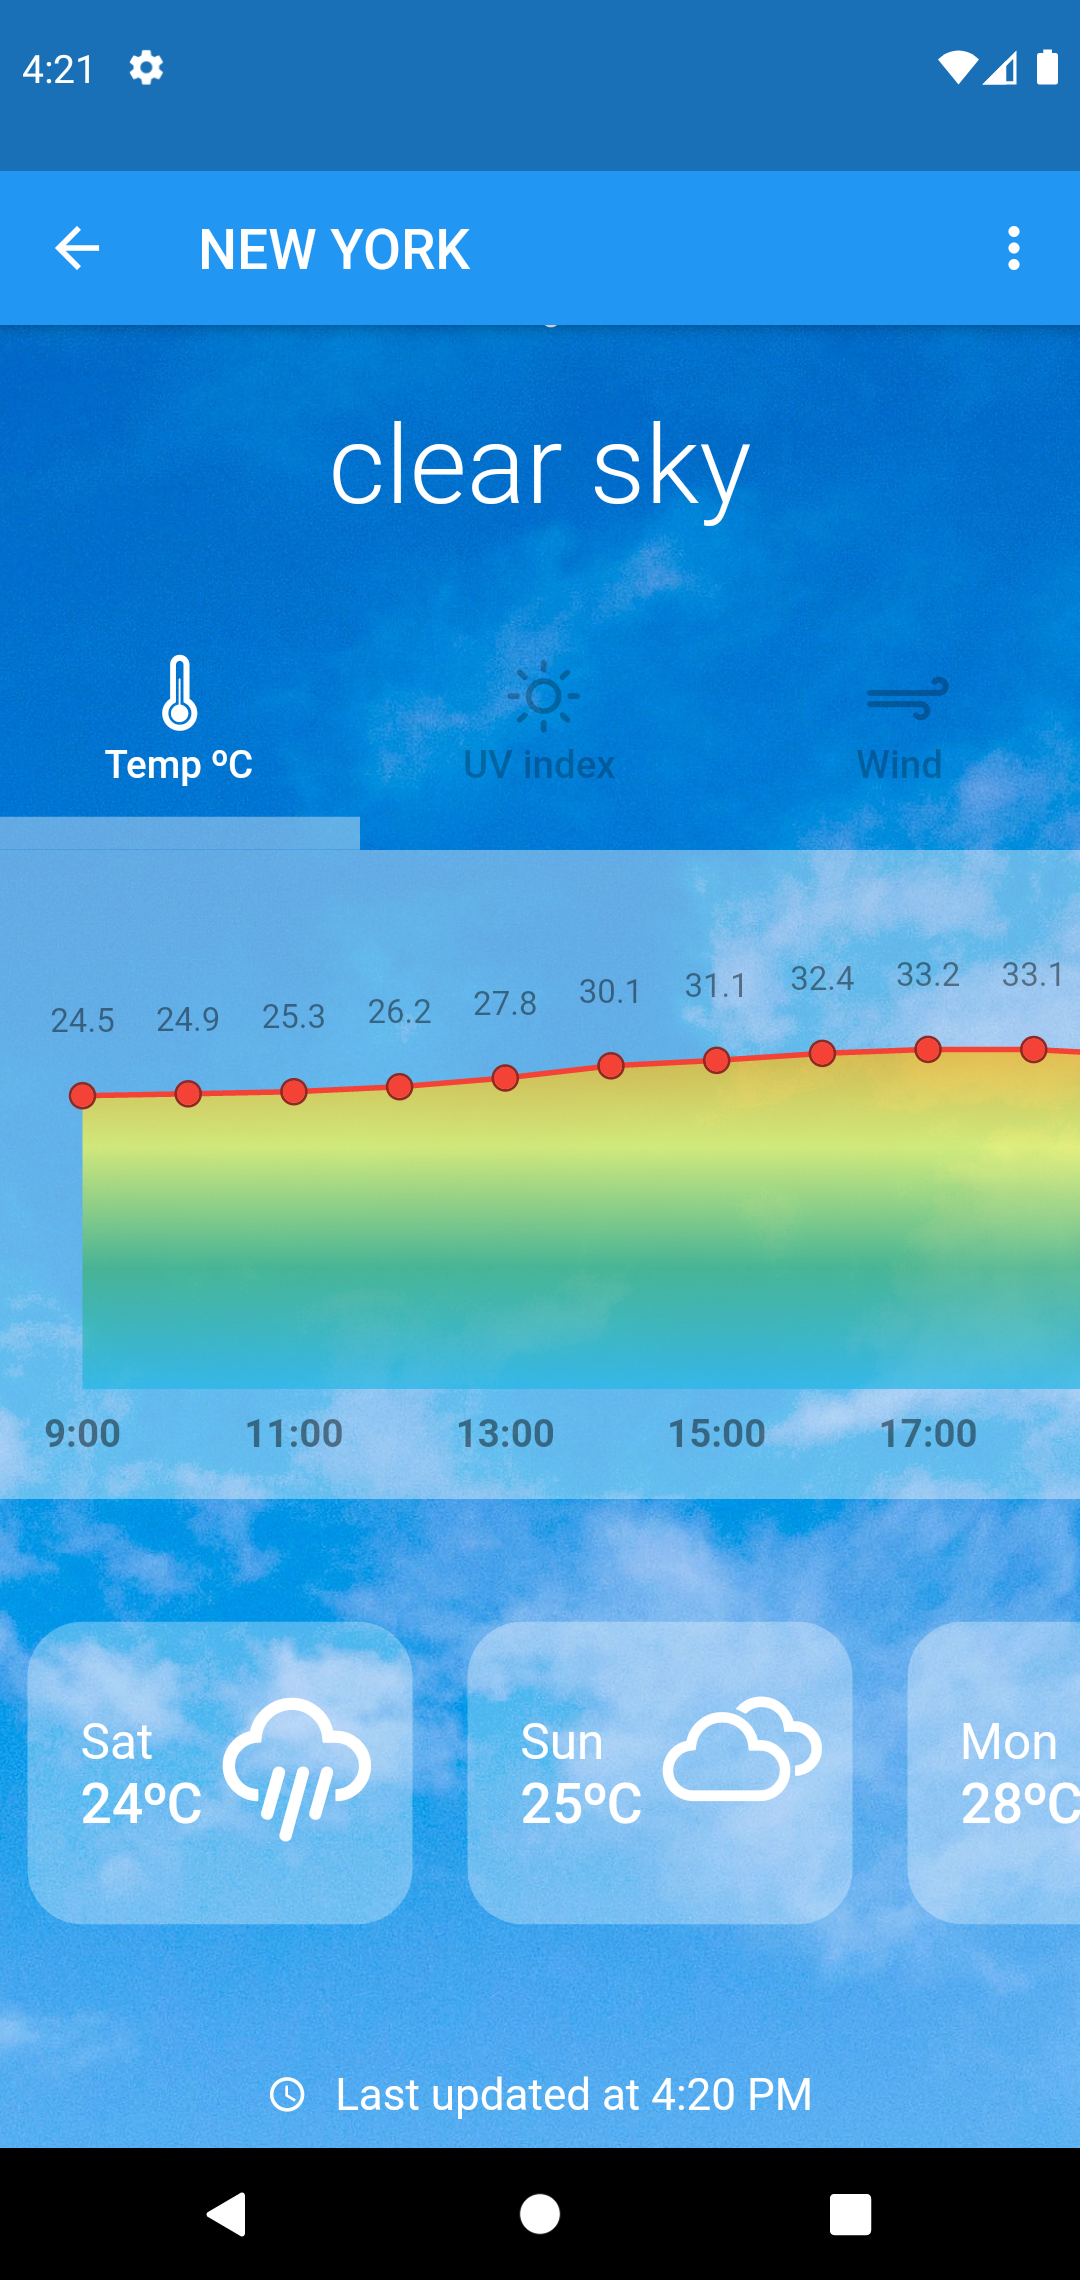 4:21
NEW YORK
clear sky
Temp ºC UV index Wind
24.5 24.9 25.3 26.2 27.8 30.1 31.1 32.4 33.2 33.1
9:00 11:00 13:00 15:00 17:00
Sat Sun Mon
24ºC 25ºC 28ºC
Last updated at 4:20 PM